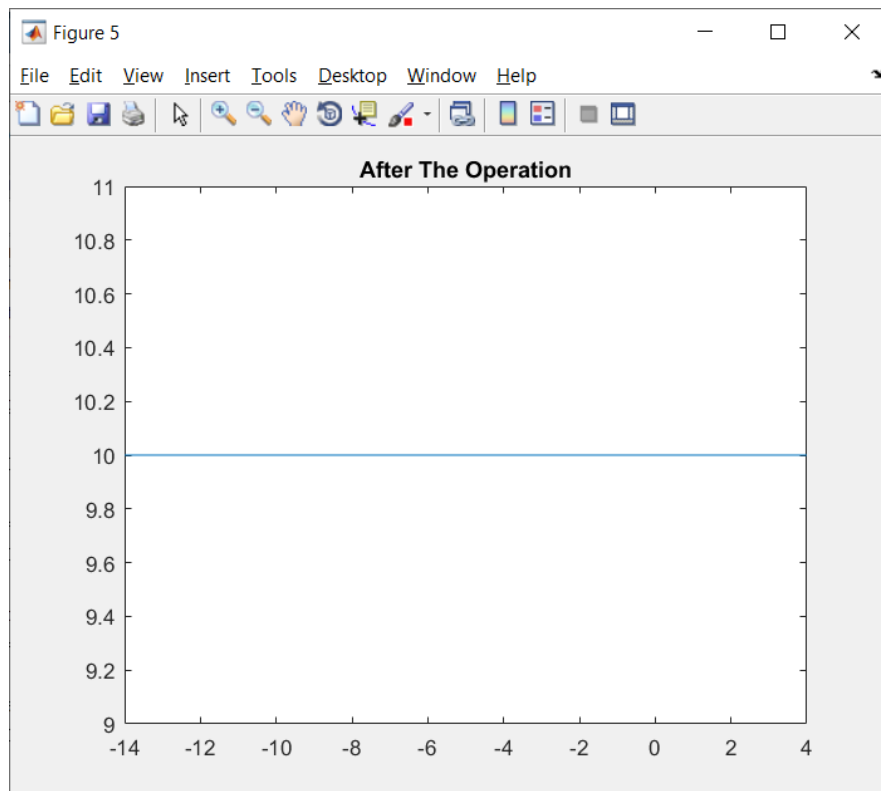 Figure 5
File Edit View Insert Tools Desktop Window Help
After The Operation
11
10.8
10.6
10.4
10.2
10
9.8
9.6
9.4
9.2
9
-14 -12 -10 -8 -6 -4 -2 0 2 4